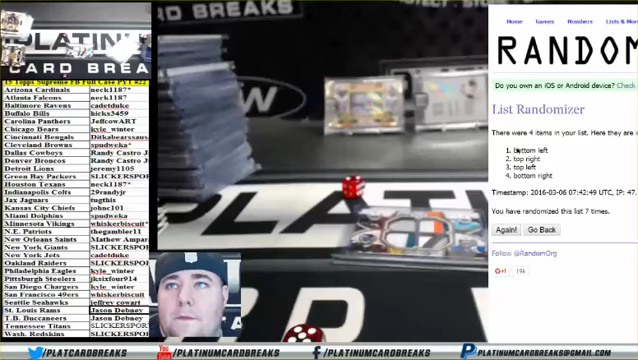 CARD BREAKS
PLATINUM
CARD BREA
15 Topps Supreme FB Full Case PYT #22
Arizona Cardinals neck1187*
Atlanta Falcons neck1187
Baltimore Ravens cadetduke
Buffalo Bills hicks3459
Carolina Panthers JeffcowART
Chicago Bears kyle_winter
Cincinnati Bengals Ditkabearssaus
Cleveland Browns spudweka*
Dallas Cowboys Randy Castro J
Denver Broncos Randy Castro J
Detroit Lions jeremy1105
Green Bay Packers SLICKERSPOR
Houston Texans neck1187*
Indianapolis Colts 29randyjr
Jax Jaguars tugthis
Kansas City Chiefs johnc101
Miami Dolphins spudweka
Minnesota Vikings whiskerbiscuit*
N.E. Patriots thegambler11
New Orleans Saints Mathew Ampar
New York Giants SLICKERSPOR
New York Jets cadetduke
Oakland Raiders SLICKERSPOR
Philadelphia Eagles kyle_winter
Pittsburgh Steelers jksixfour914
San Diego Chargers kyle_winter
San Francisco 49ers whiskerbiscuit
Seattle Seahawks jeffrey cowart
St. Louis Rams Jason Debney
T.B. Buccaneers Jason Debney
Tennessee Titans SLICKERSPOR
Wash. Redskins SLICKERSPOR
Home Games Numbers Lists & More
RANDOM
Do you own an iOS or Android device? Check
List Randomizer
There were 4 items in your list. Here they are
1. bottom left
2. top right
3. top left
4. bottom right
Timestamp: 2016-03-06 07:42:49 UTC, IP: 47.
You have randomized this list 7 times.
Again! Go Back
Follow @RandomOrg
G+1 19k
/PLATCARDBREAKS
/PLATINUMCARDBREAKS
/PLATINUMCARDBREAKS
PLATINUMCARDBREAKS@GMAIL.COM